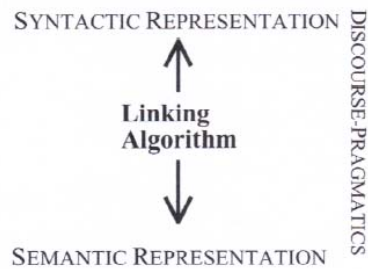 SYNTACTIC REPRESENTATION
Linking
Algorithm
SEMANTIC REPRESENTATION
DISCOURSE-PRAGMATICS